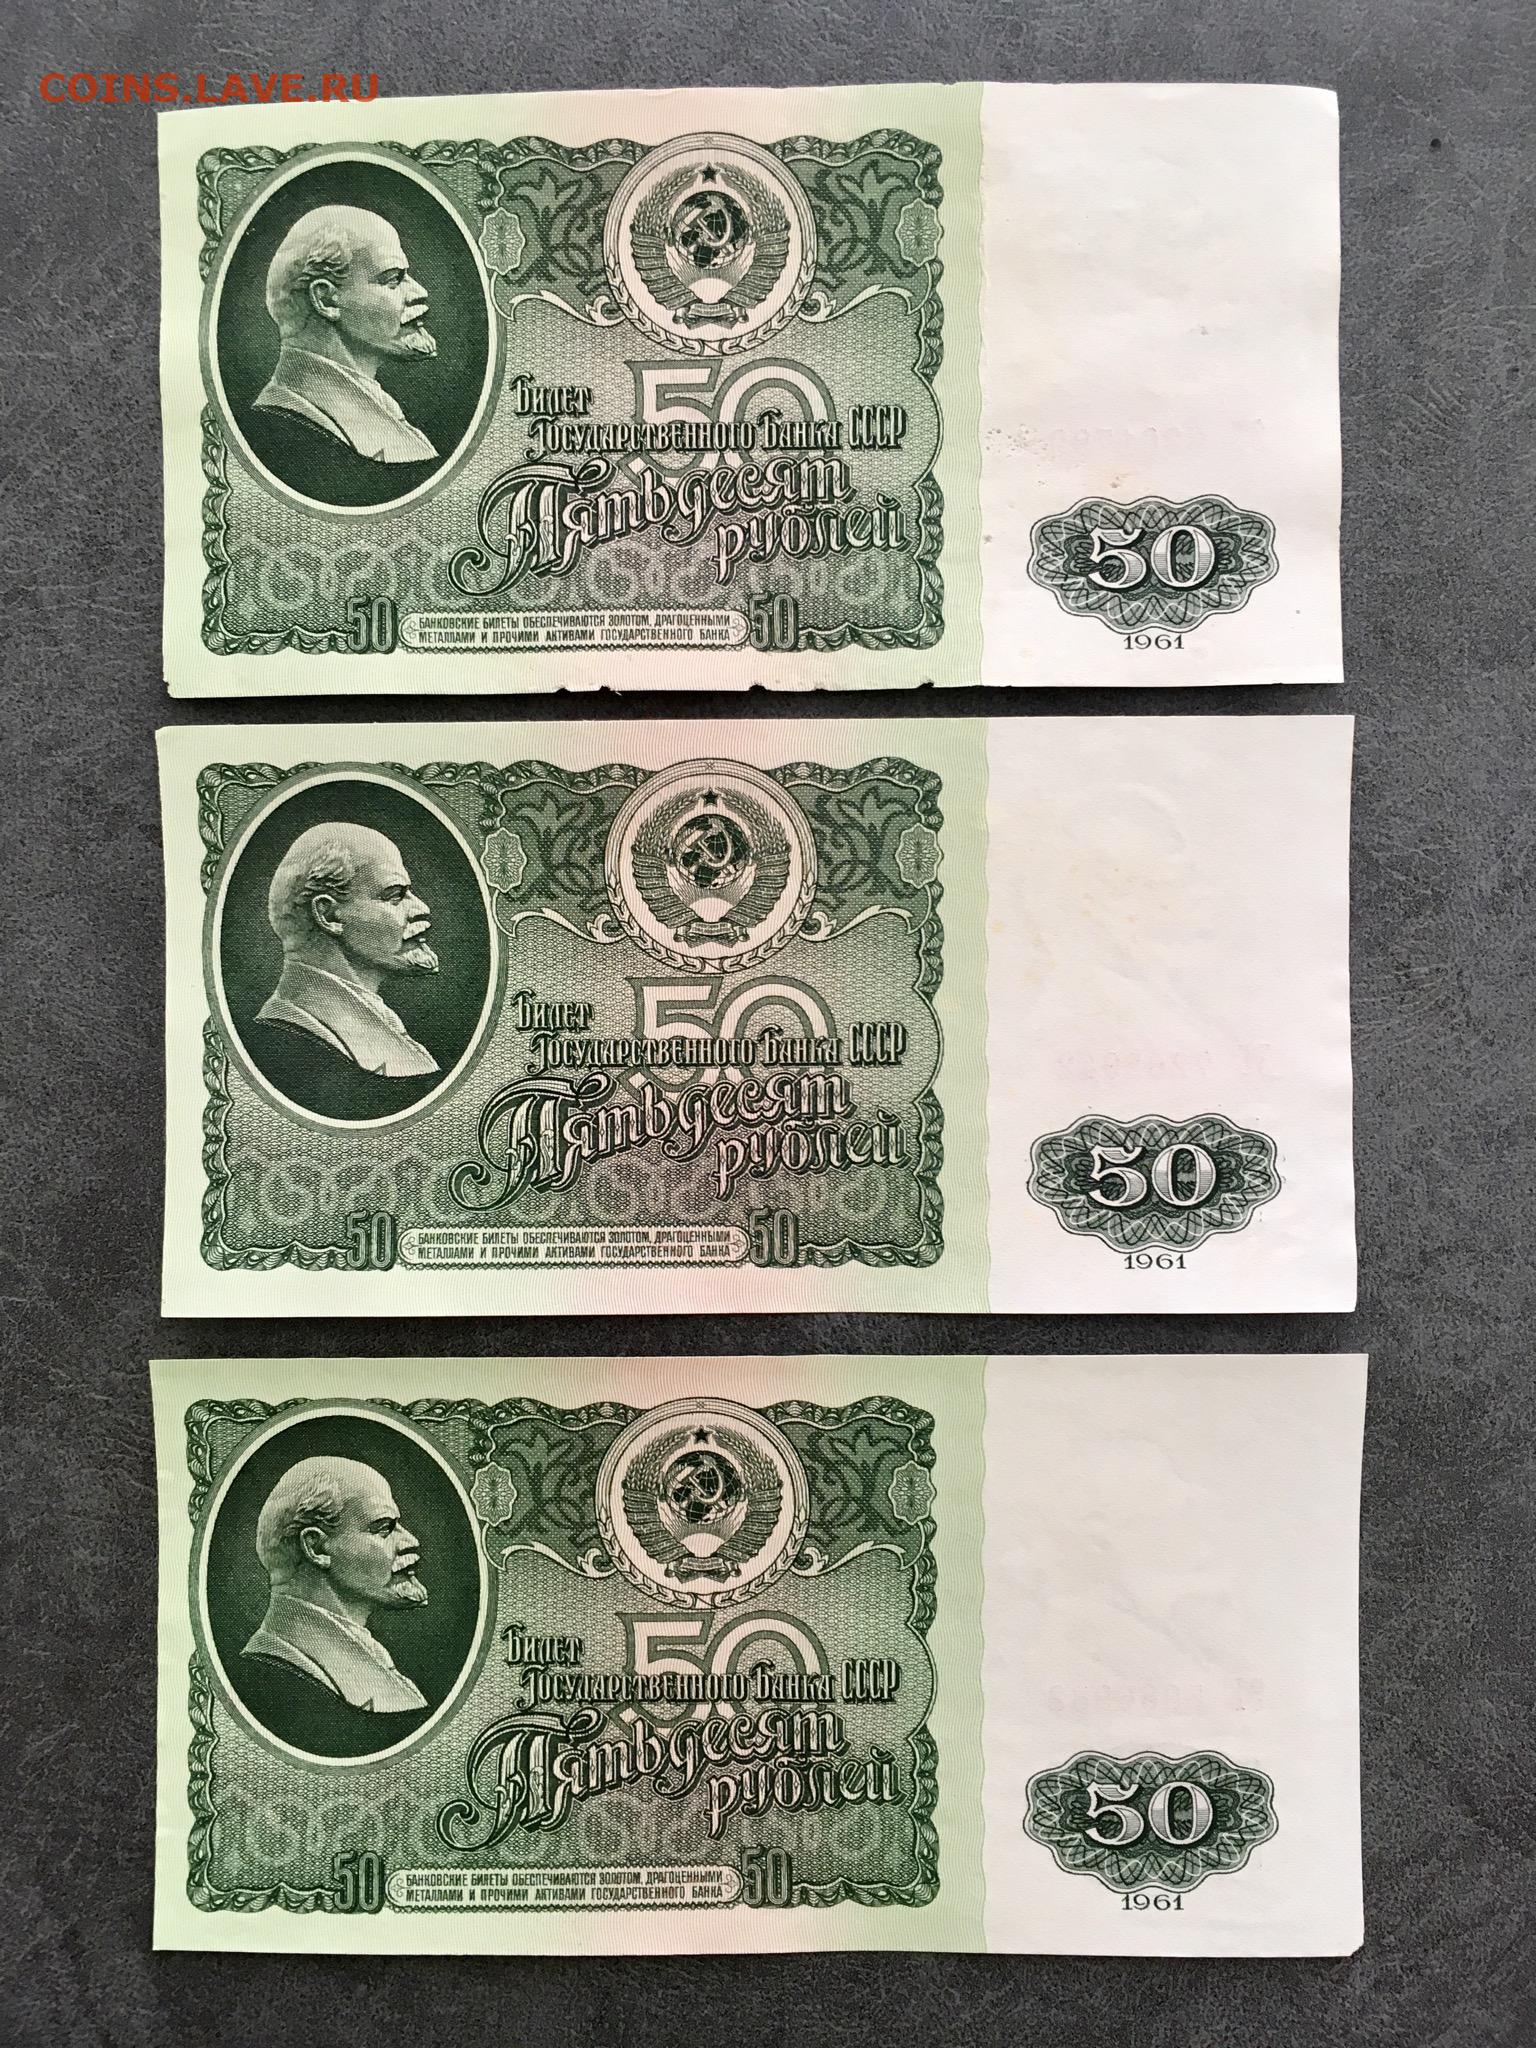 COINS.LAVE.RU
50
Билет
Государственного Банка СССР
Пятьдесят
рублей
50
БАНКОВСКИЕ БИЛЕТЫ ОБЕСПЕЧИВАЮТСЯ ЗОЛОТОМ, ДРАГОЦЕННЫМИ
МЕТАЛЛАМИ И ПРОЧИМИ АКТИВАМИ ГОСУДАРСТВЕННОГО БАНКА
50
50
1961
50
Билет
Государственного Банка СССР
Пятьдесят
рублей
50
БАНКОВСКИЕ БИЛЕТЫ ОБЕСПЕЧИВАЮТСЯ ЗОЛОТОМ, ДРАГОЦЕННЫМИ
МЕТАЛЛАМИ И ПРОЧИМИ АКТИВАМИ ГОСУДАРСТВЕННОГО БАНКА
50
50
1961
50
Билет
Государственного Банка СССР
Пятьдесят
рублей
50
БАНКОВСКИЕ БИЛЕТЫ ОБЕСПЕЧИВАЮТСЯ ЗОЛОТОМ, ДРАГОЦЕННЫМИ
МЕТАЛЛАМИ И ПРОЧИМИ АКТИВАМИ ГОСУДАРСТВЕННОГО БАНКА
50
50
1961